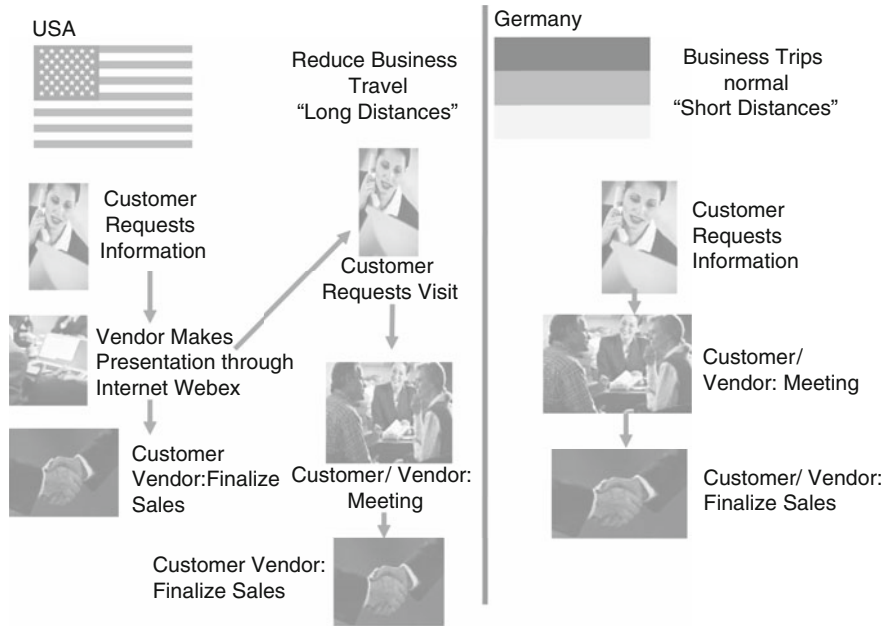 USA
Reduce Business
Travel
“Long Distances”
Customer
Requests
Information
Customer
Requests Visit
Vendor Makes
Presentation through
Internet Webex
Customer
Vendor:Finalize
Sales
Customer/ Vendor:
Meeting
Customer Vendor:
Finalize Sales
Germany
Business Trips
normal
“Short Distances”
Customer
Requests
Information
Customer/
Vendor: Meeting
Customer/ Vendor:
Finalize Sales